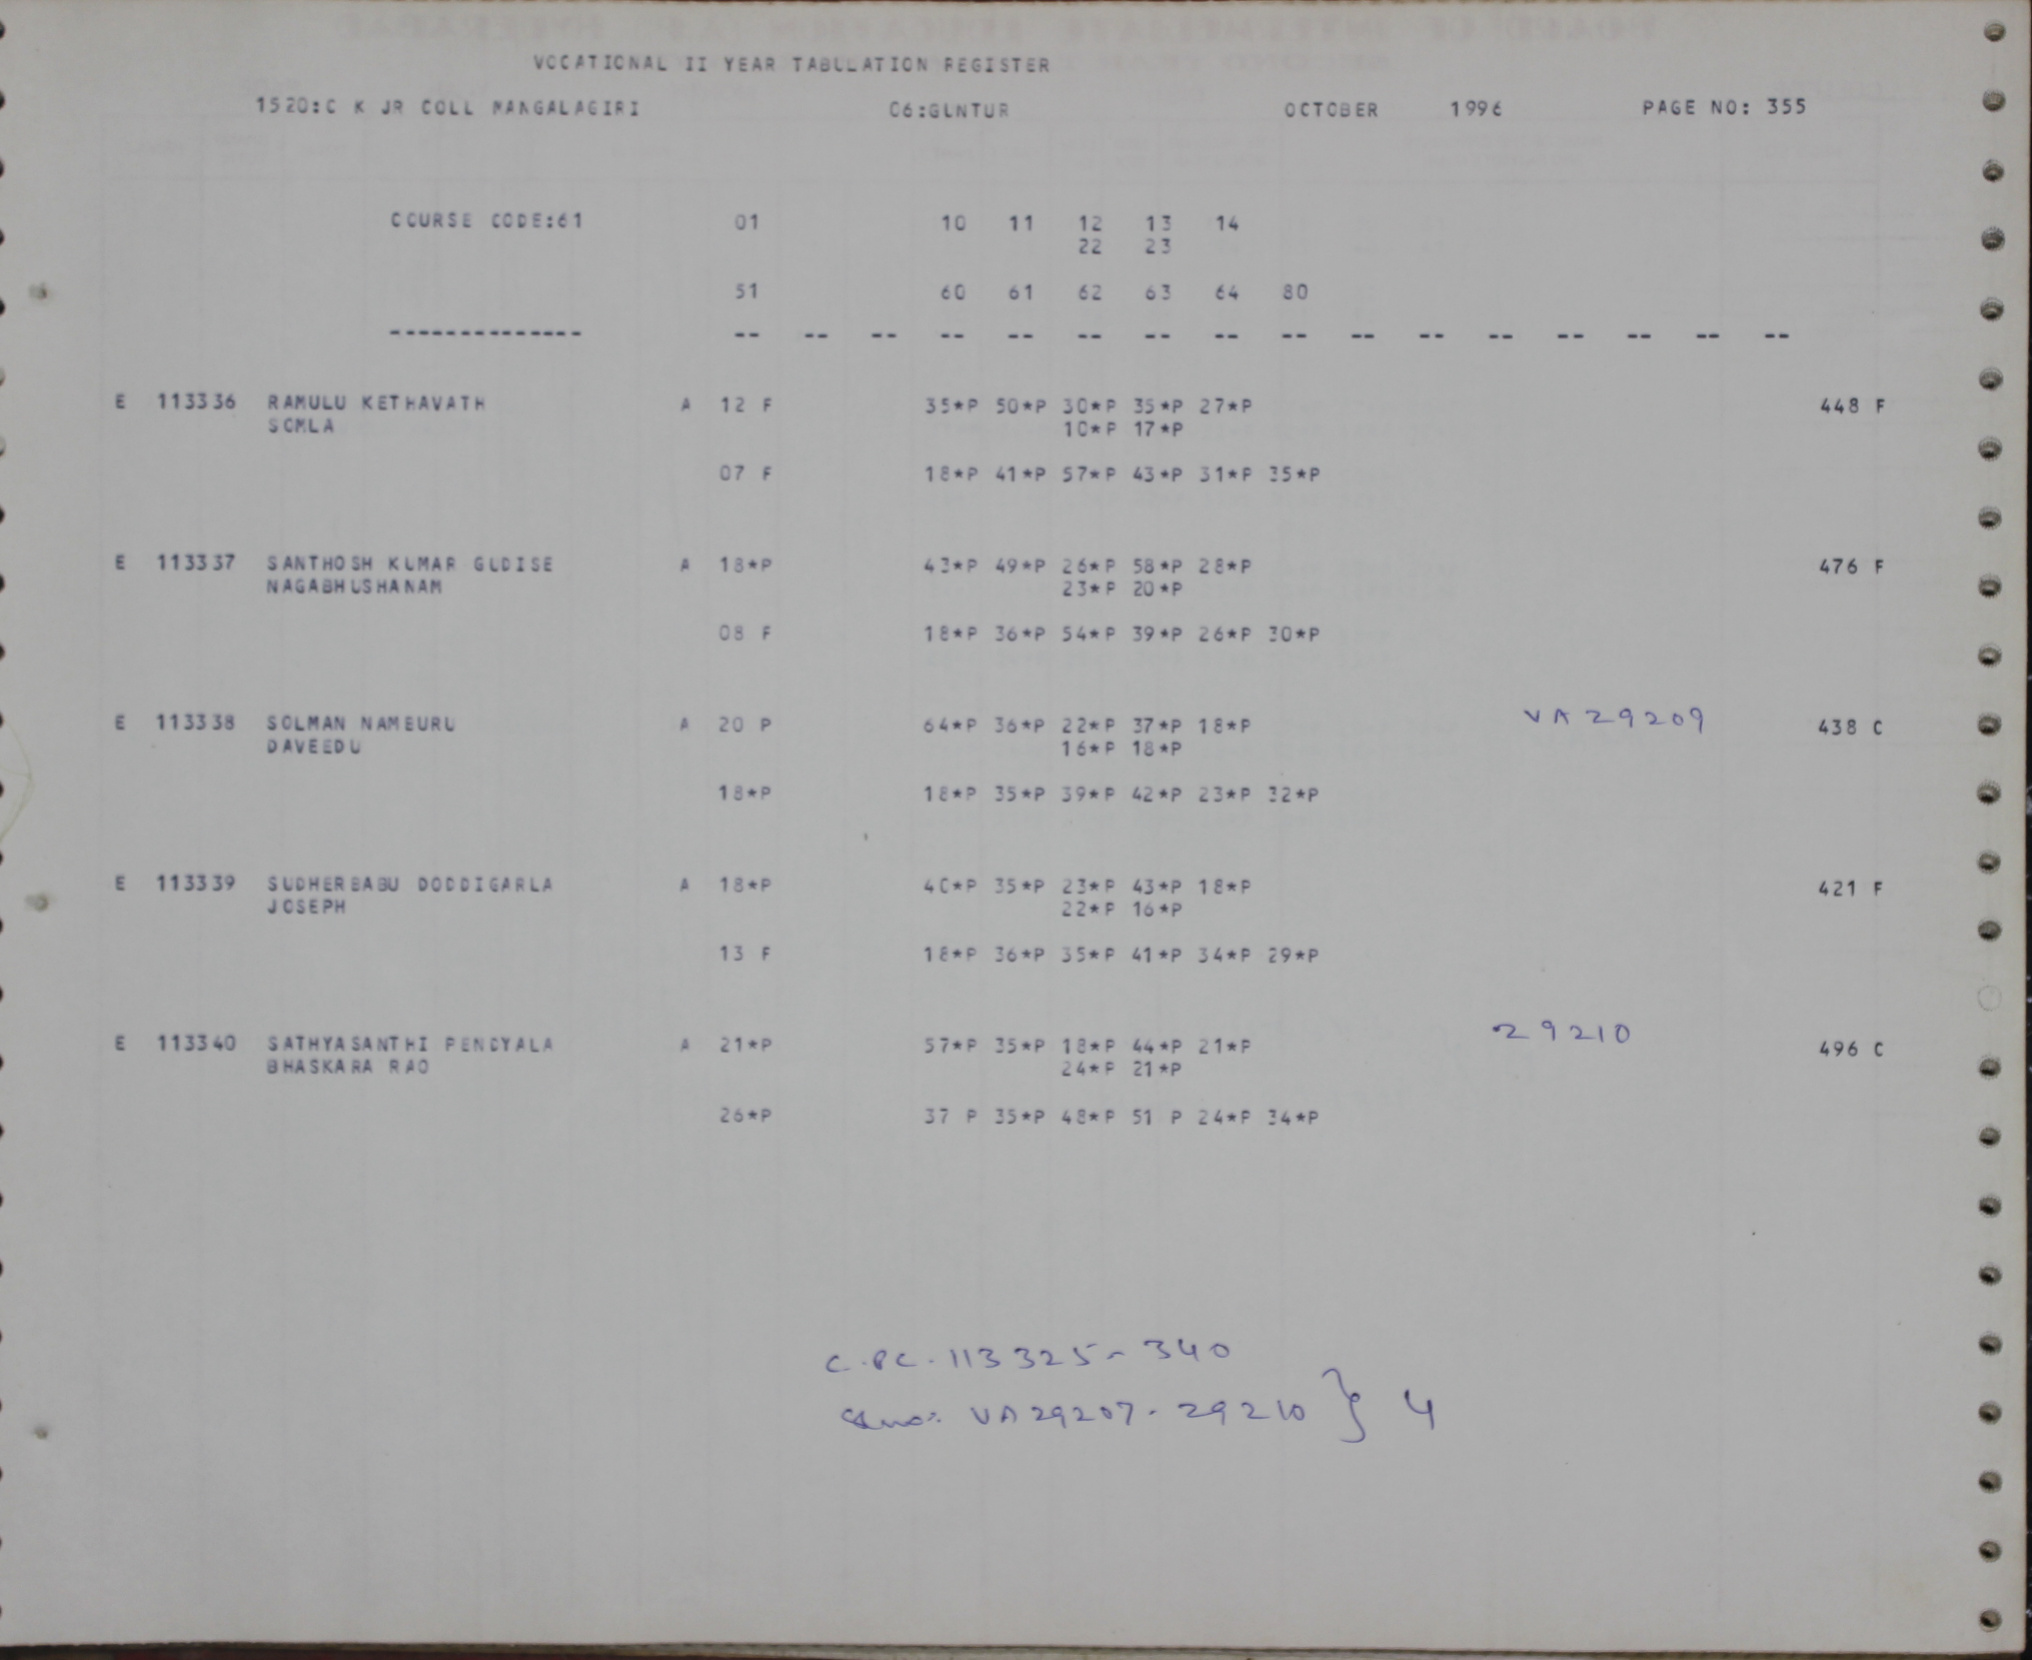 VOCATIONAL II YEAR TABULATION REGISTER
1520:C K JR COLL MANGALAGIRI C6:GUNTUR OCTOBER 1996 PAGE NO: 355
COURSE CODE:61 01 10 11 12 13 14
22 23
51 60 61 62 63 64 80
-------------- -- -- -- -- -- -- -- -- -- -- -- -- -- -- -- --
E 113336 RAMULU KETHAVATH A 12 F 35*P 50*P 30*P 35*P 27*P 448 F
SOMLA 10*P 17*P
07 F 18*P 41*P 57*P 43*P 31*P 35*P
E 113337 SANTHOSH KUMAR GUDISE A 18*P 43*P 49*P 26*P 58*P 28*P 476 F
NAGABHUSHANAM 23*P 20*P
08 F 18*P 36*P 54*P 39*P 26*P 30*P
E 113338 SOLMAN NAMBURU A 20 P 64*P 36*P 22*P 37*P 18*P VA29209 438 C
DAVEEDU 16*P 18*P
18*P 18*P 35*P 39*P 42*P 23*P 32*P
E 113339 SUDHERBABU DODDIGARLA A 18*P 40*P 35*P 23*P 43*P 18*P 421 F
JOSEPH 22*P 16*P
13 F 18*P 36*P 35*P 41*P 34*P 29*P
E 113340 SATHYASANTHI PENDYALA A 21*P 57*P 35*P 18*P 44*P 21*P 29210 496 C
BHASKARA RAO 24*P 21*P
26*P 37 P 35*P 48*P 51 P 24*P 34*P
C.PC. 113325-340
VA29207-29210 } 4